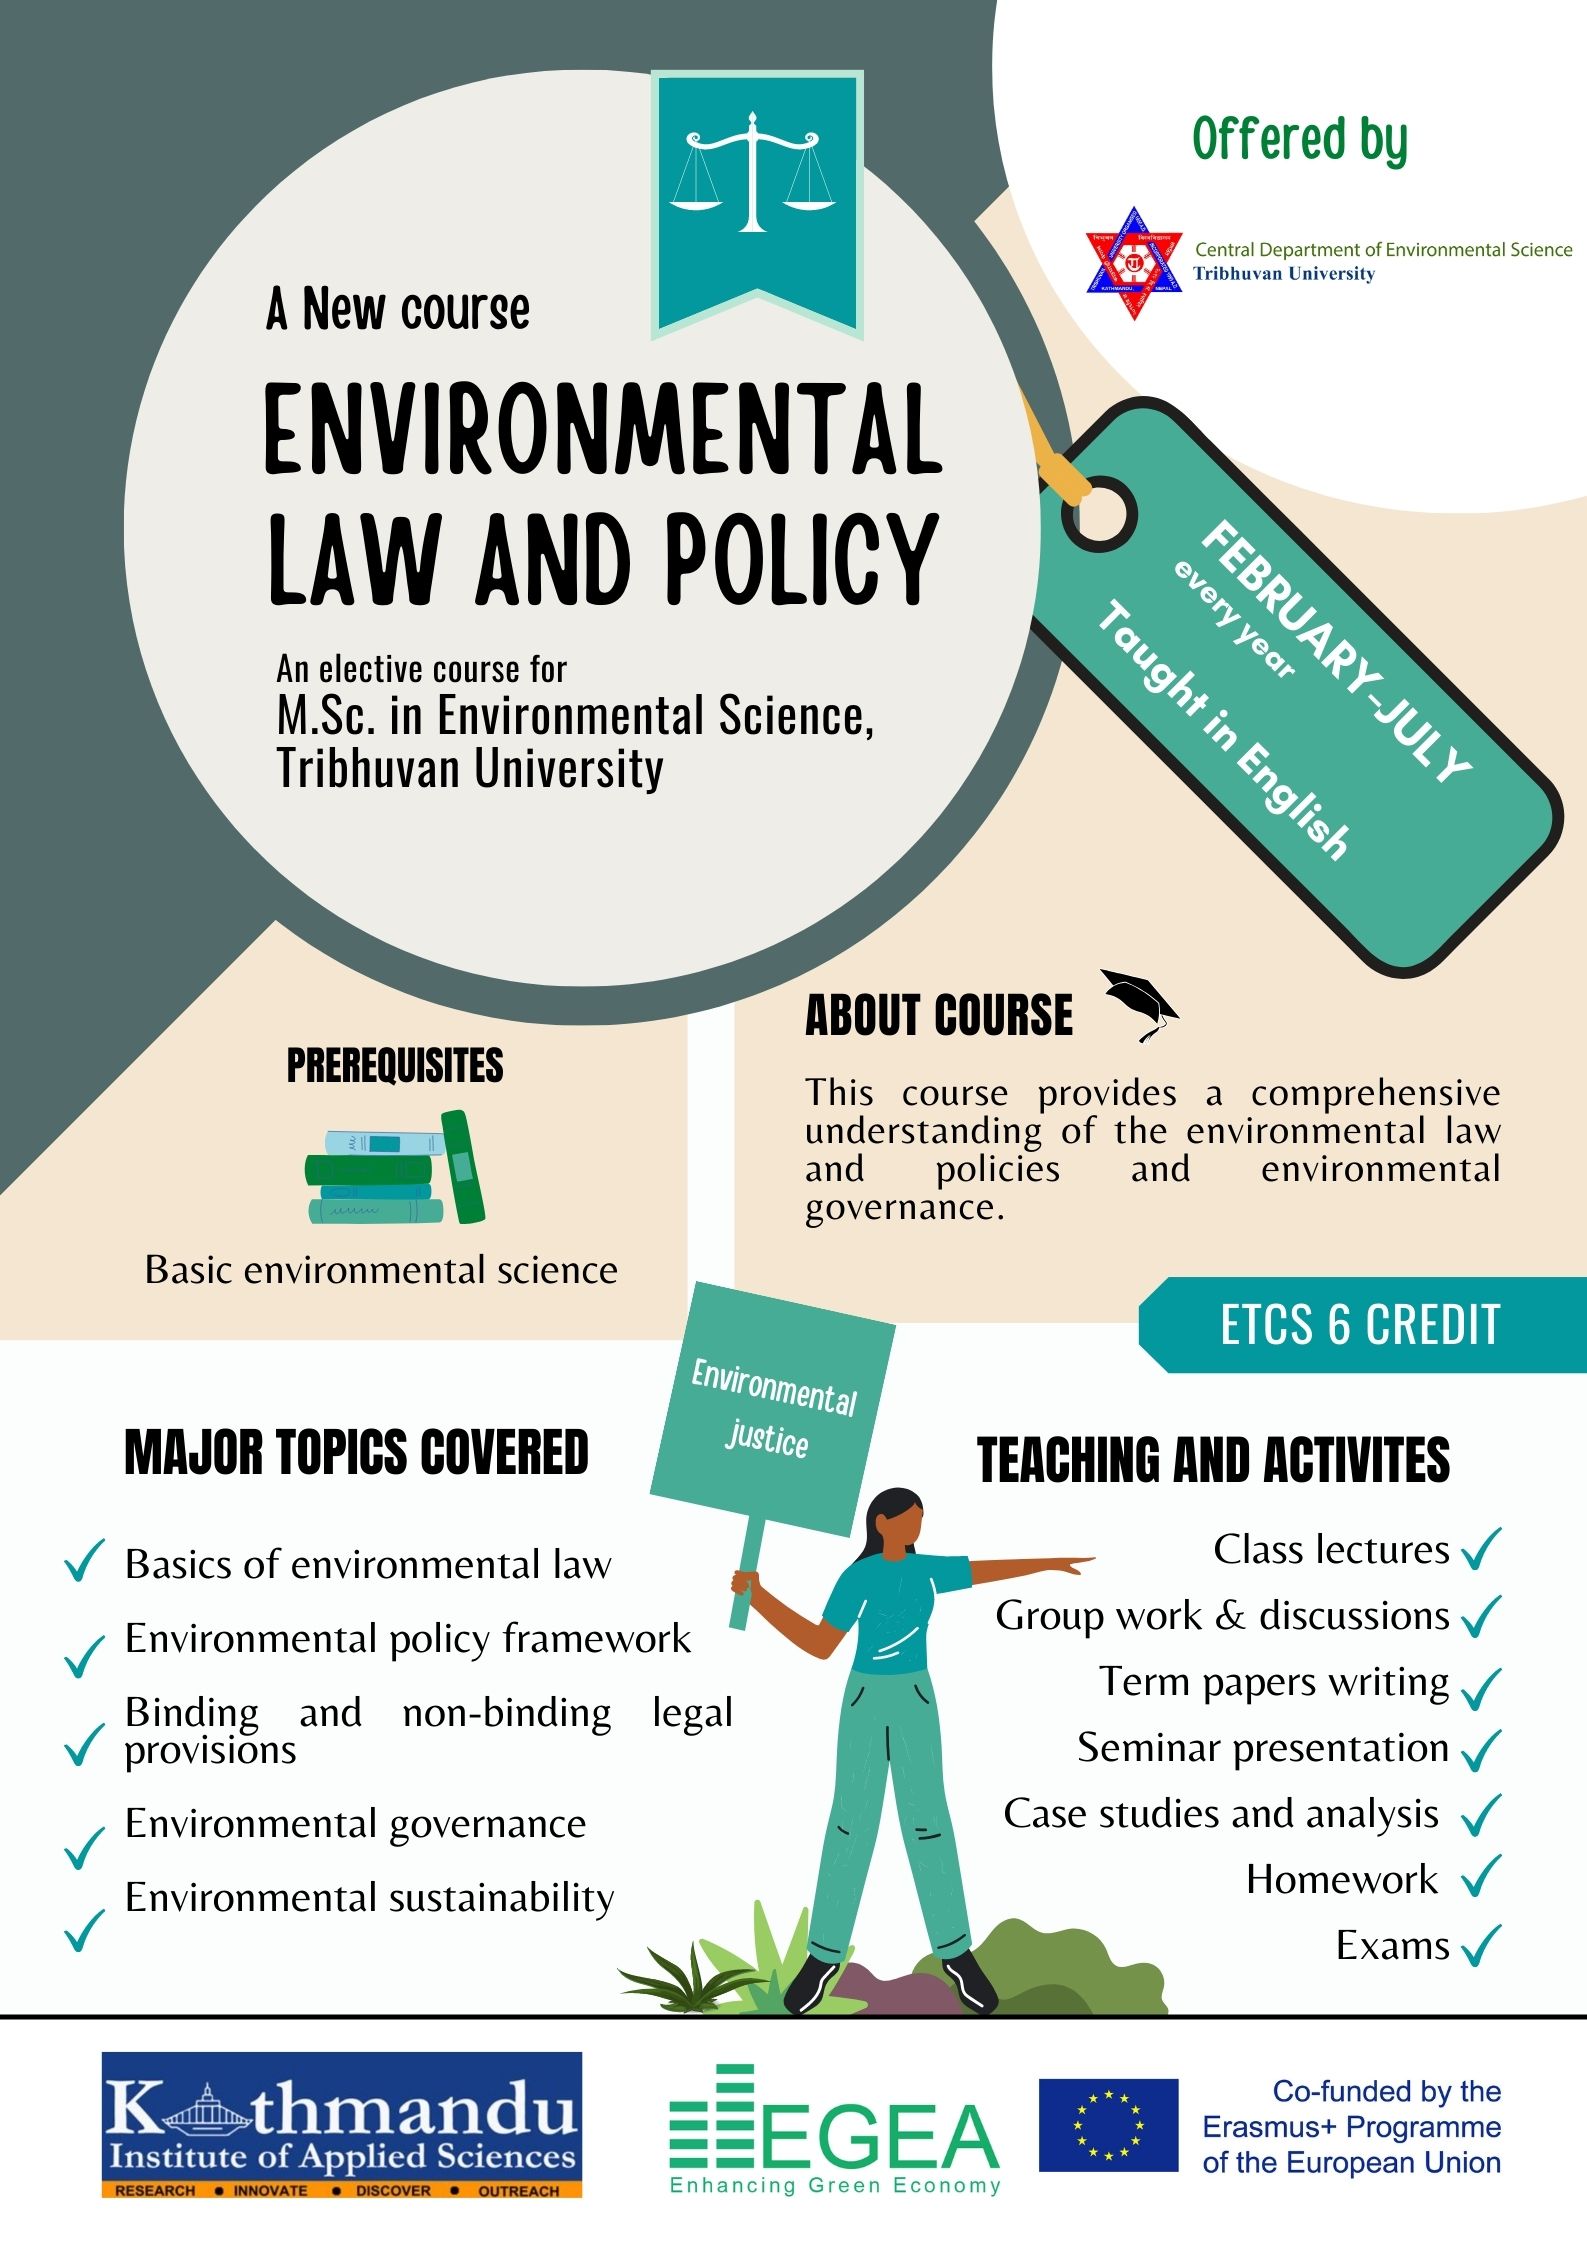 Offered by
Central Department of Environmental Science
Tribhuvan University
A New course
ENVIRONMENTAL
LAW AND POLICY
An elective course for
M.Sc. in Environmental Science,
Tribhuvan University
FEBRUARY-JULY
every year
Taught in English
ABOUT COURSE
This course provides a comprehensive
understanding of the environmental law
and policies and environmental
governance.
PREREQUISITES
Basic environmental science
ETCS 6 CREDIT
Environmental
justice
MAJOR TOPICS COVERED
Basics of environmental law
Environmental policy framework
Binding and non-binding legal
provisions
Environmental governance
Environmental sustainability
TEACHING AND ACTIVITES
Class lectures
Group work & discussions
Term papers writing
Seminar presentation
Case studies and analysis
Homework
Exams
Kathmandu
Institute of Applied Sciences
RESEARCH ● INNOVATE ● DISCOVER ● OUTREACH
EGEA
Enhancing Green Economy
Co-funded by the
Erasmus+ Programme
of the European Union